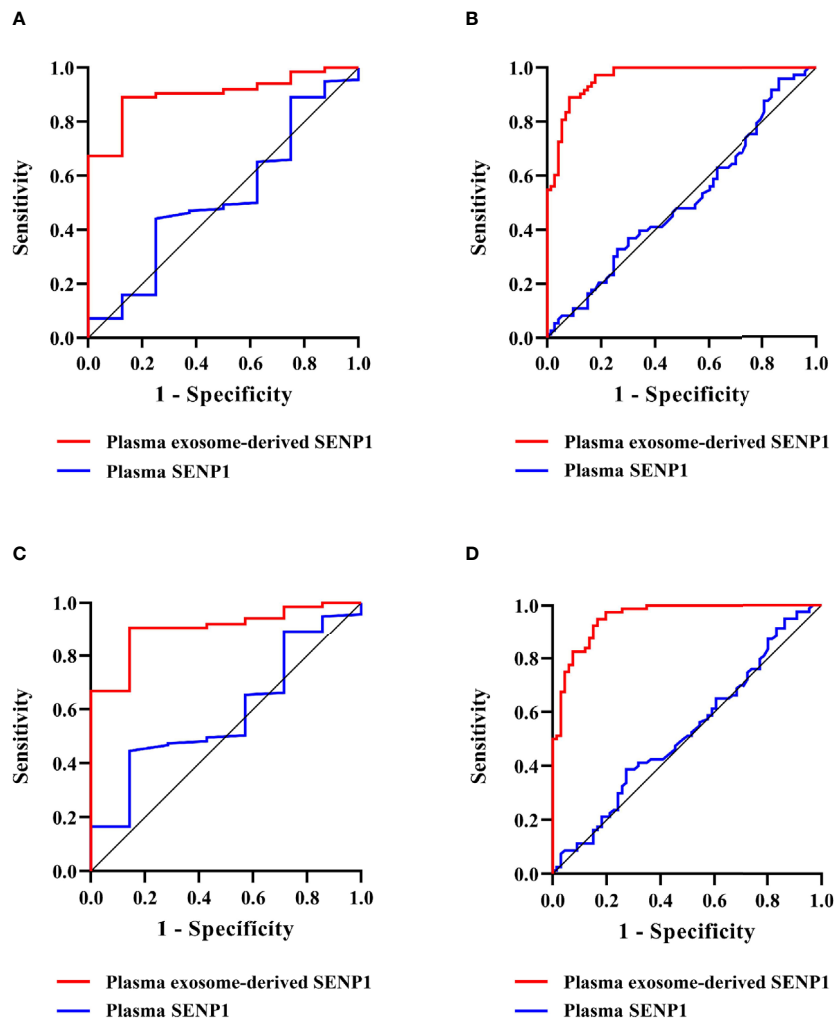 A
1.0
0.8
0.6
0.4
0.2
0.0
Sensitivity
0.0 0.2 0.4 0.6 0.8 1.0
1 - Specificity
Plasma exosome-derived SENP1
Plasma SENP1
B
1.0
0.8
0.6
0.4
0.2
0.0
Sensitivity
0.0 0.2 0.4 0.6 0.8 1.0
1 - Specificity
Plasma exosome-derived SENP1
Plasma SENP1
C
1.0
0.8
0.6
0.4
0.2
0.0
Sensitivity
0.0 0.2 0.4 0.6 0.8 1.0
1 - Specificity
Plasma exosome-derived SENP1
Plasma SENP1
D
1.0
0.8
0.6
0.4
0.2
0.0
Sensitivity
0.0 0.2 0.4 0.6 0.8 1.0
1 - Specificity
Plasma exosome-derived SENP1
Plasma SENP1